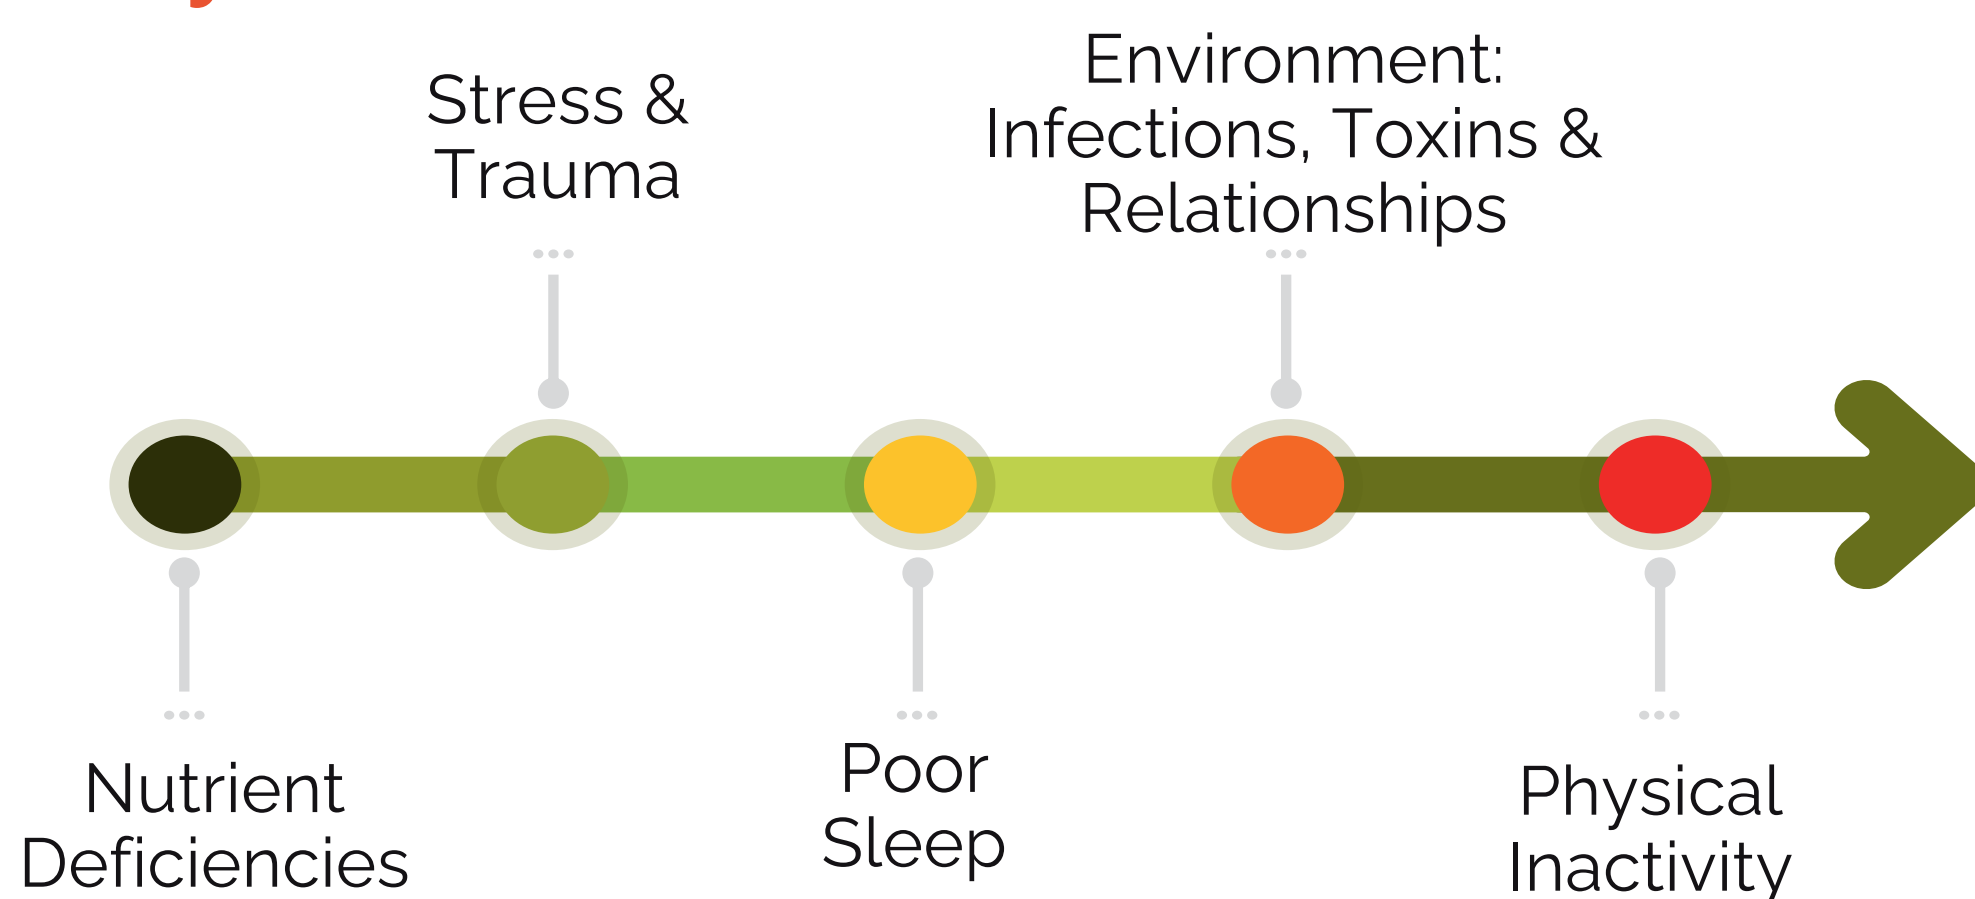 Stress &
Trauma
Environment:
Infections, Toxins &
Relationships
Nutrient
Deficiencies
Poor
Sleep
Physical
Inactivity